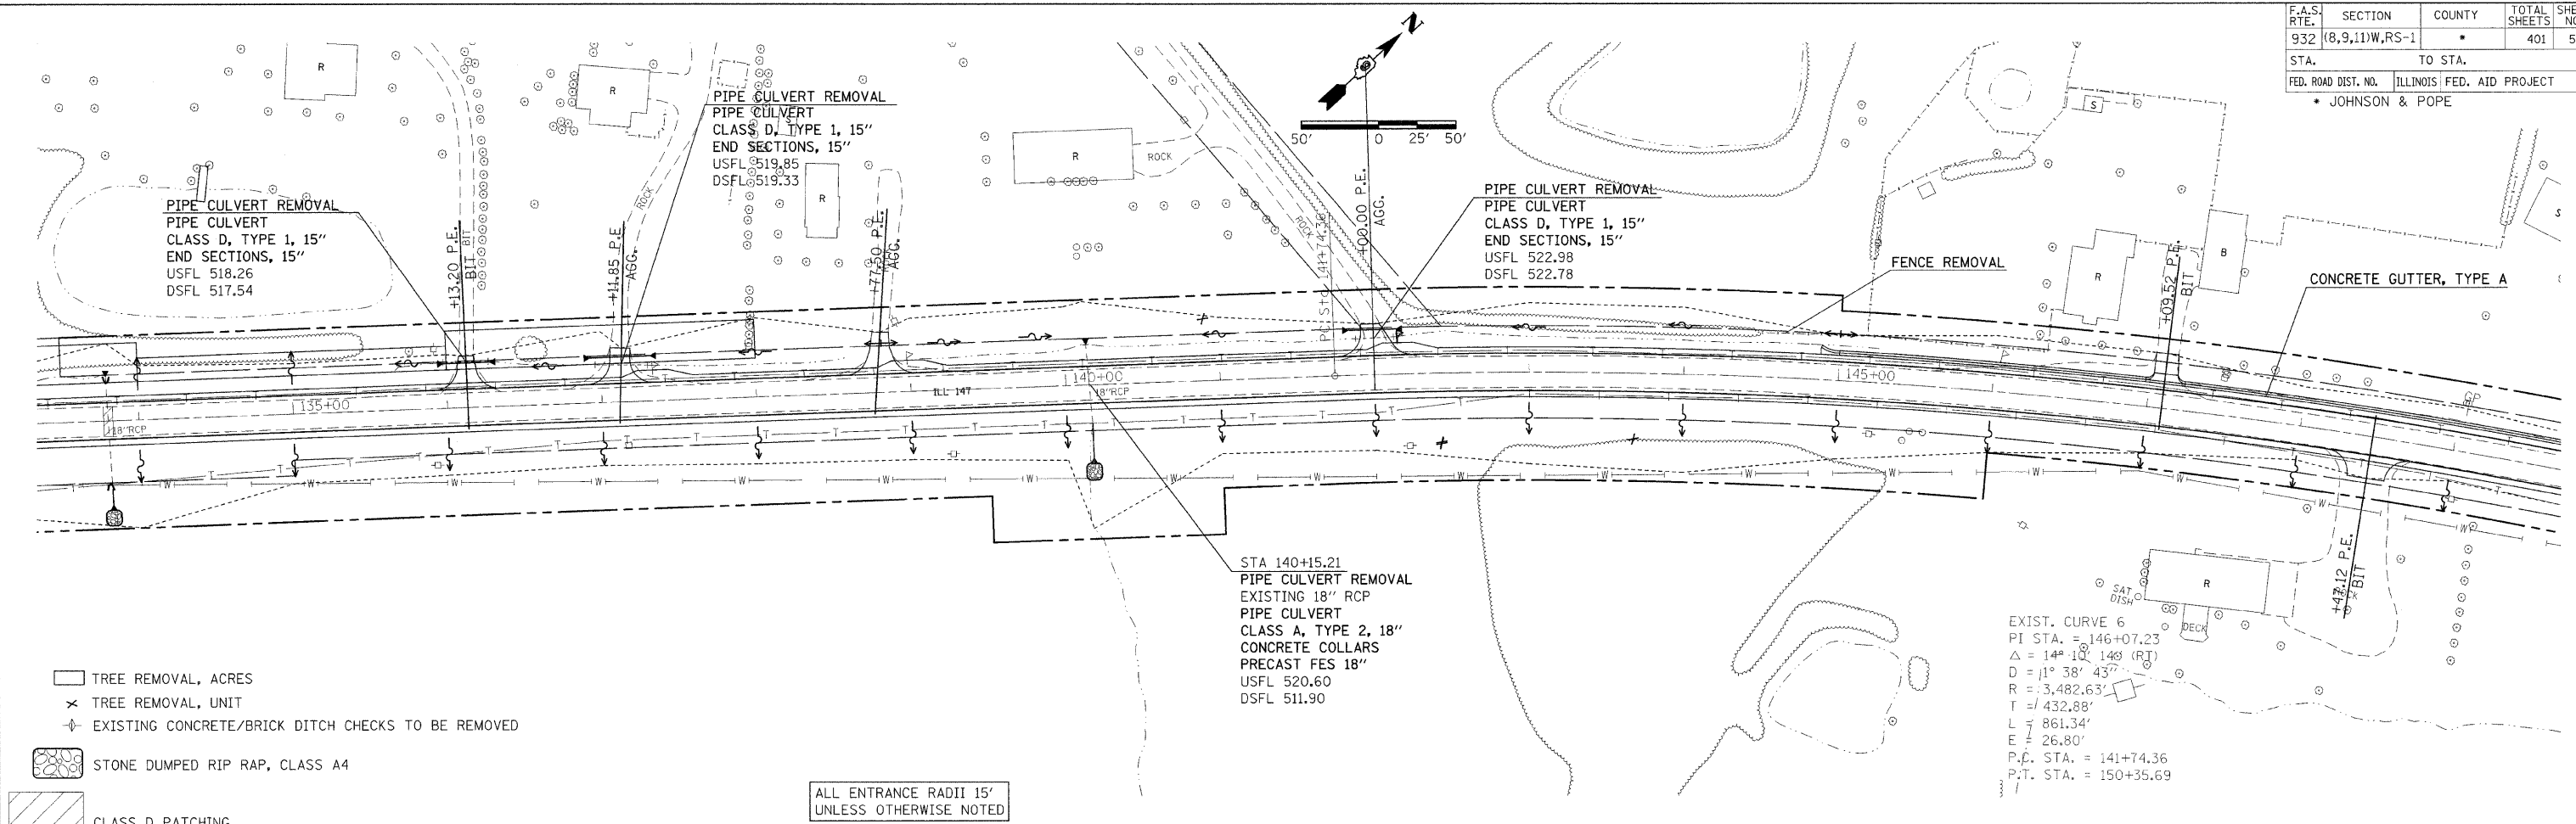 F.A.S. RTE. SECTION COUNTY TOTAL SHEETS
932 (8,9,11)W,RS-1 * 401
STA. TO STA.
FED. ROAD DIST. NO. ILLINOIS FED. AID PROJECT
* JOHNSON & POPE
N
50' 0 25' 50'
R
R
R
R
ROCK
S
PIPE CULVERT REMOVAL
PIPE CULVERT
CLASS D, TYPE 1, 15"
END SECTIONS, 15"
USFL 519.85
DSFL 519.33
PIPE CULVERT REMOVAL
PIPE CULVERT
CLASS D, TYPE 1, 15"
END SECTIONS, 15"
USFL 518.26
DSFL 517.54
PIPE CULVERT REMOVAL
PIPE CULVERT
CLASS D, TYPE 1, 15"
END SECTIONS, 15"
USFL 522.98
DSFL 522.78
+13.20 P.E.
BIT
BIT
+11.85 P.E.
AGG.
ROCK
+77.50 P.E.
AGG.
ROCK
+00.00 P.E.
AGG.
FENCE REMOVAL
R
B
S
+09.52 P.E.
BIT
CONCRETE GUTTER, TYPE A
GP
135+00
ILL 147
140+00
18"RCP
145+00
18"RCP
STA 140+15.21
PIPE CULVERT REMOVAL
EXISTING 18" RCP
PIPE CULVERT
CLASS A, TYPE 2, 18"
CONCRETE COLLARS
PRECAST FES 18"
USFL 520.60
DSFL 511.90
+47.12 P.E.
BIT
R
SAT DISH
DECK
EXIST. CURVE 6
PI STA. = 146+07.23
D = 1° 38' 43"
R = 3,482.63'
T = 432.88'
L = 861.34'
E = 26.80'
P.C. STA. = 141+74.36
P.T. STA. = 150+35.69
TREE REMOVAL, ACRES
TREE REMOVAL, UNIT
EXISTING CONCRETE/BRICK DITCH CHECKS TO BE REMOVED
STONE DUMPED RIP RAP, CLASS A4
CLASS D PATCHING
ALL ENTRANCE RADII 15'
UNLESS OTHERWISE NOTED